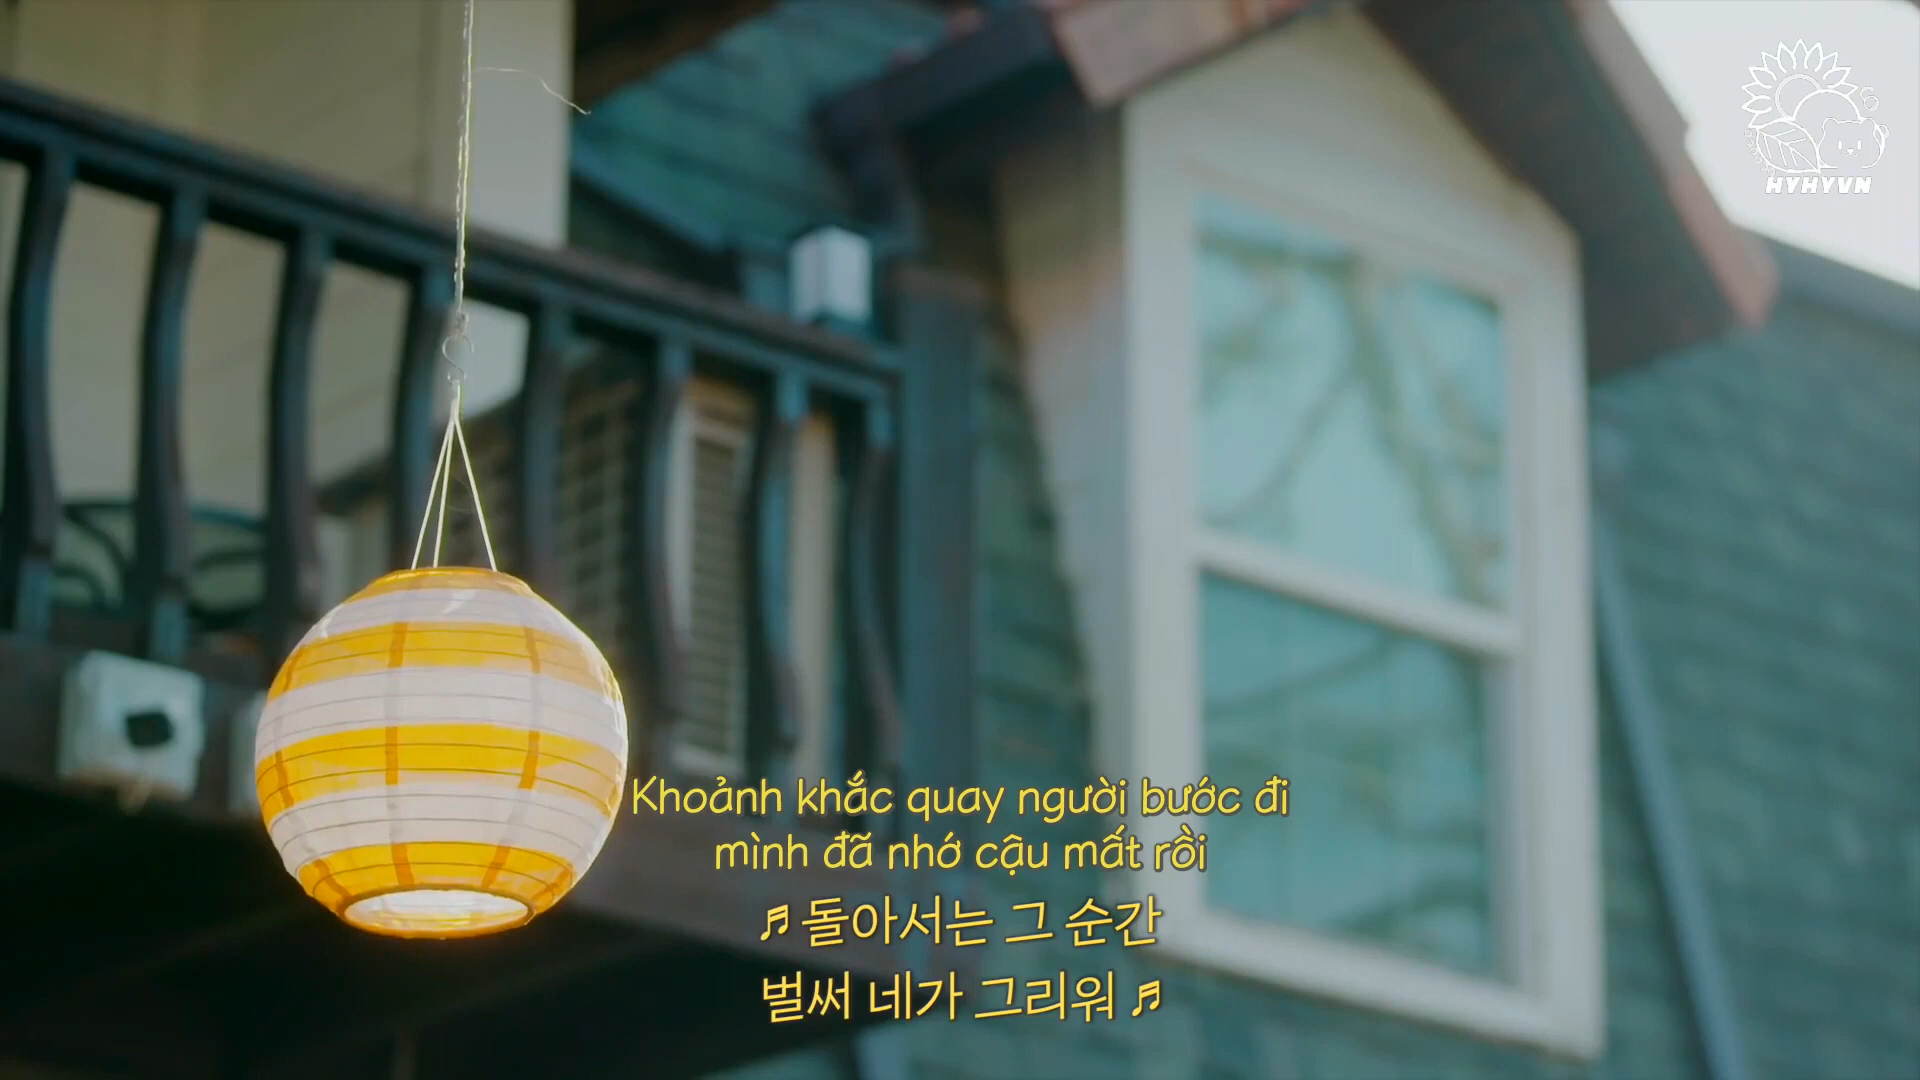 HYHYVN
Khoảnh khắc quay người bước đi
mình đã nhớ cậu mất rồi
♬ 돌아서는 그 순간
벌써 네가 그리워 ♬